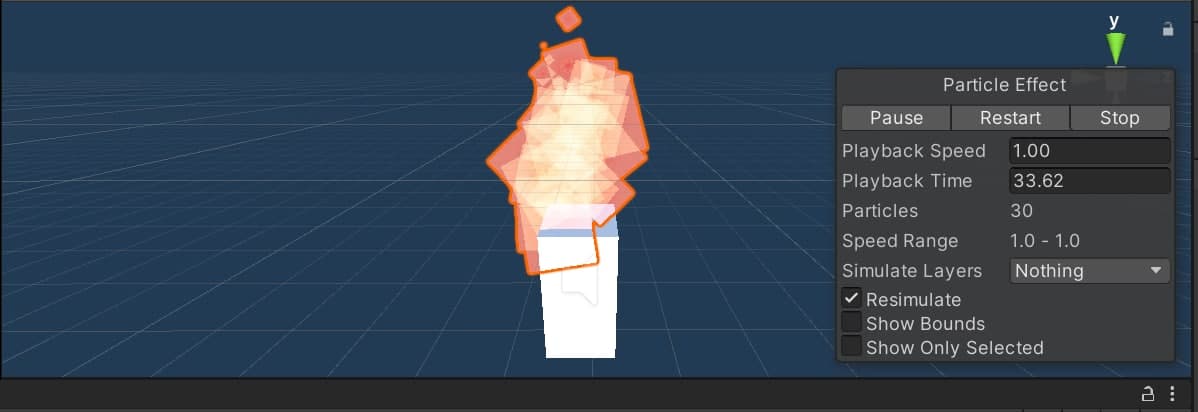 y
Particle Effect
Pause Restart Stop
Playback Speed 1.00
Playback Time 33.62
Particles 30
Speed Range 1.0 - 1.0
Simulate Layers Nothing
Resimulate
Show Bounds
Show Only Selected